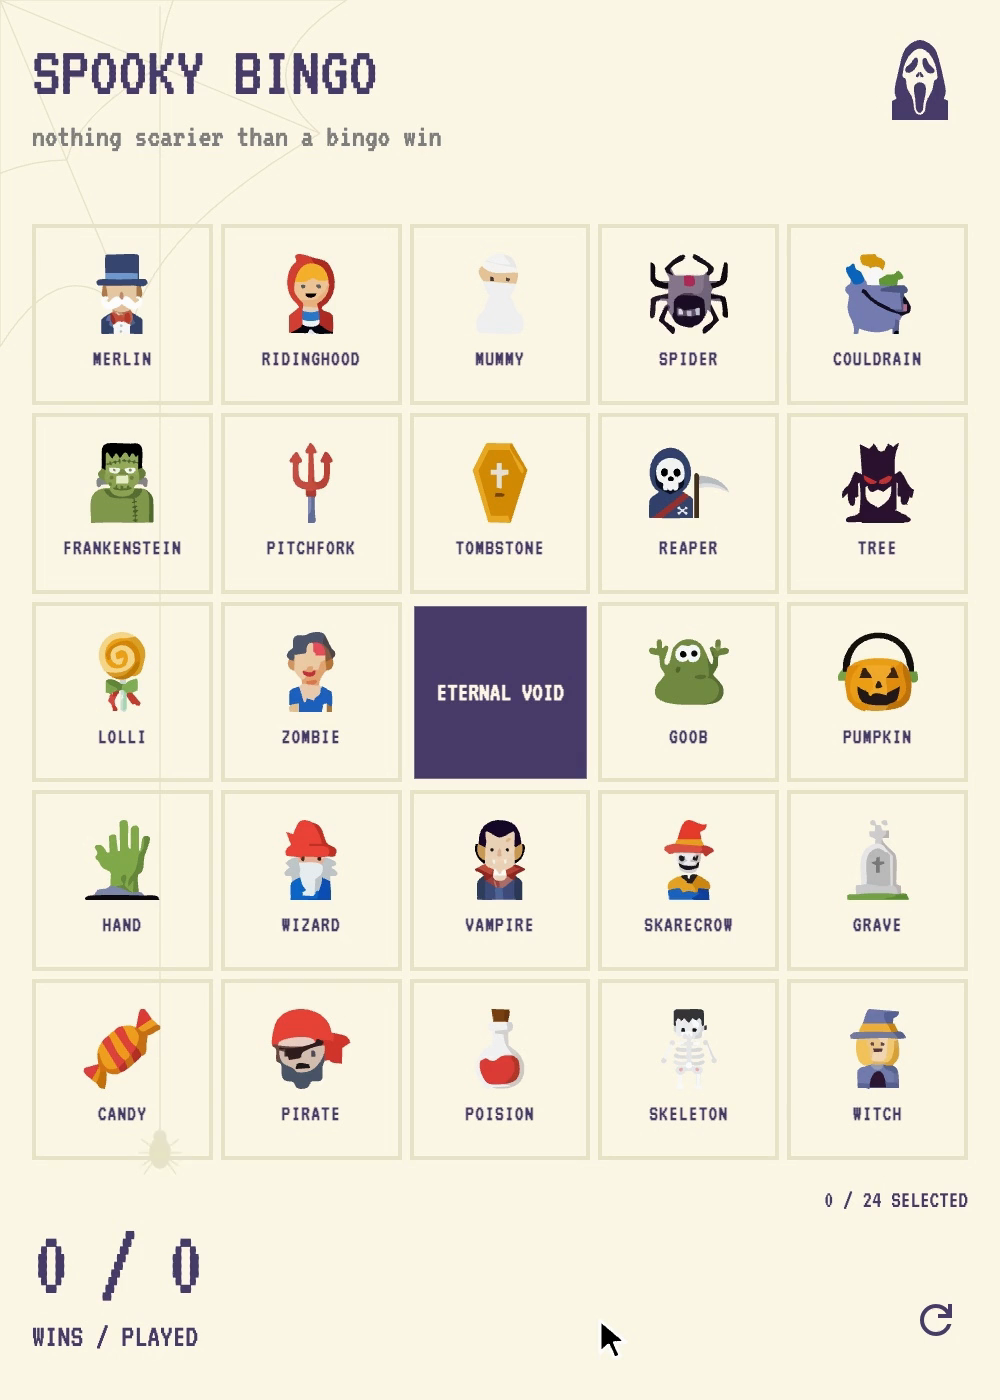 SPOOKY BINGO
nothing scarier than a bingo win
MERLIN
RIDINGHOOD
MUMMY
SPIDER
COULDRAIN
FRANKENSTEIN
PITCHFORK
TOMBSTONE
REAPER
TREE
LOLLI
ZOMBIE
ETERNAL VOID
GOOB
PUMPKIN
HAND
WIZARD
VAMPIRE
SKARECROW
GRAVE
CANDY
PIRATE
POISION
SKELETON
WITCH
0 / 24 SELECTED
0 / 0
WINS / PLAYED